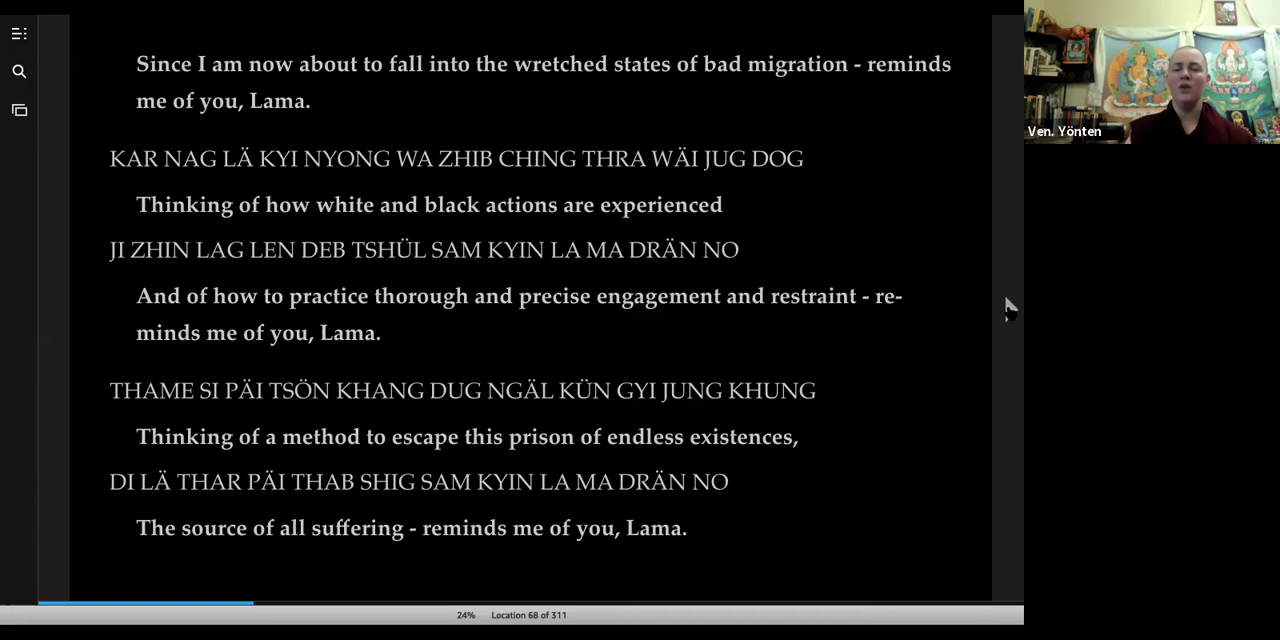 Since I am now about to fall into the wretched states of bad migration - reminds
me of you, Lama.
KAR NAG LÄ KYI NYONG WA ZHIB CHING THRA WÄI JUG DOG
Thinking of how white and black actions are experienced
JI ZHIN LAG LEN DEB TSHÜL SAM KYIN LA MA DRÄN NO
And of how to practice thorough and precise engagement and restraint - re-
minds me of you, Lama.
THAME SI PÄI TSÖN KHANG DUG NGÄL KÜN GYI JUNG KHUNG
Thinking of a method to escape this prison of endless existences,
DI LÄ THAR PÄI THAB SHIG SAM KYIN LA MA DRÄN NO
The source of all suffering - reminds me of you, Lama.
24% Location 68 of 311
Ven. Yönten